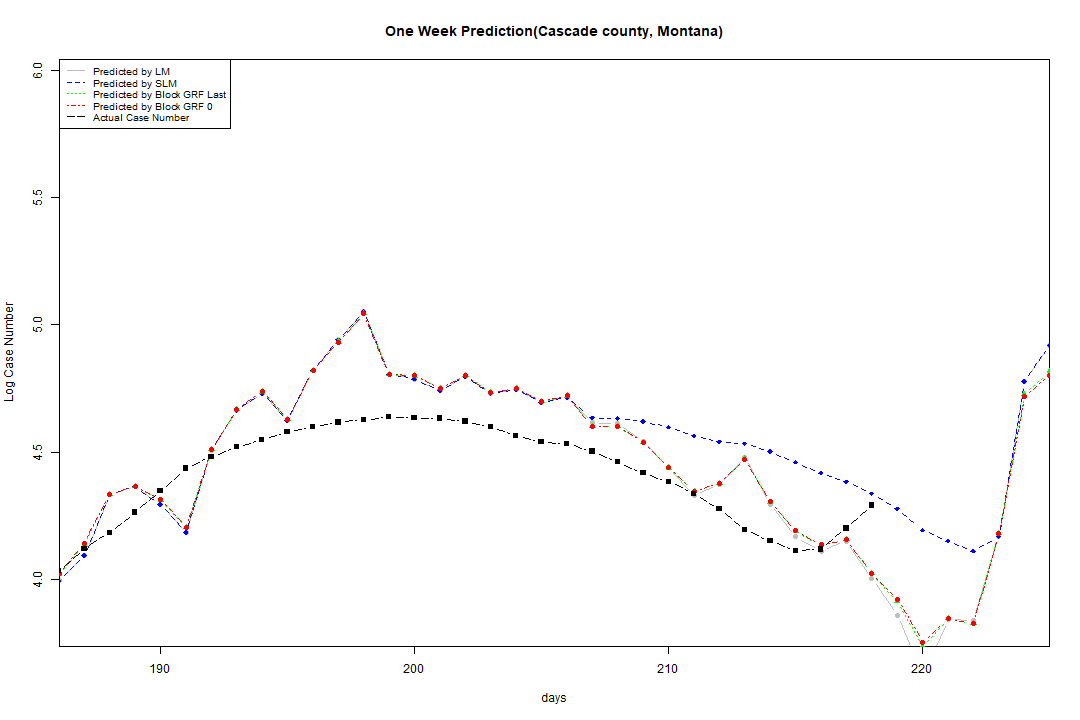 One Week Prediction(Cascade county, Montana)
Predicted by LM
Predicted by SLM
Predicted by Block GRF Last
Predicted by Block GRF 0
Actual Case Number
6.0
5.5
5.0
4.5
4.0
Log Case Number
190
200
210
220
days